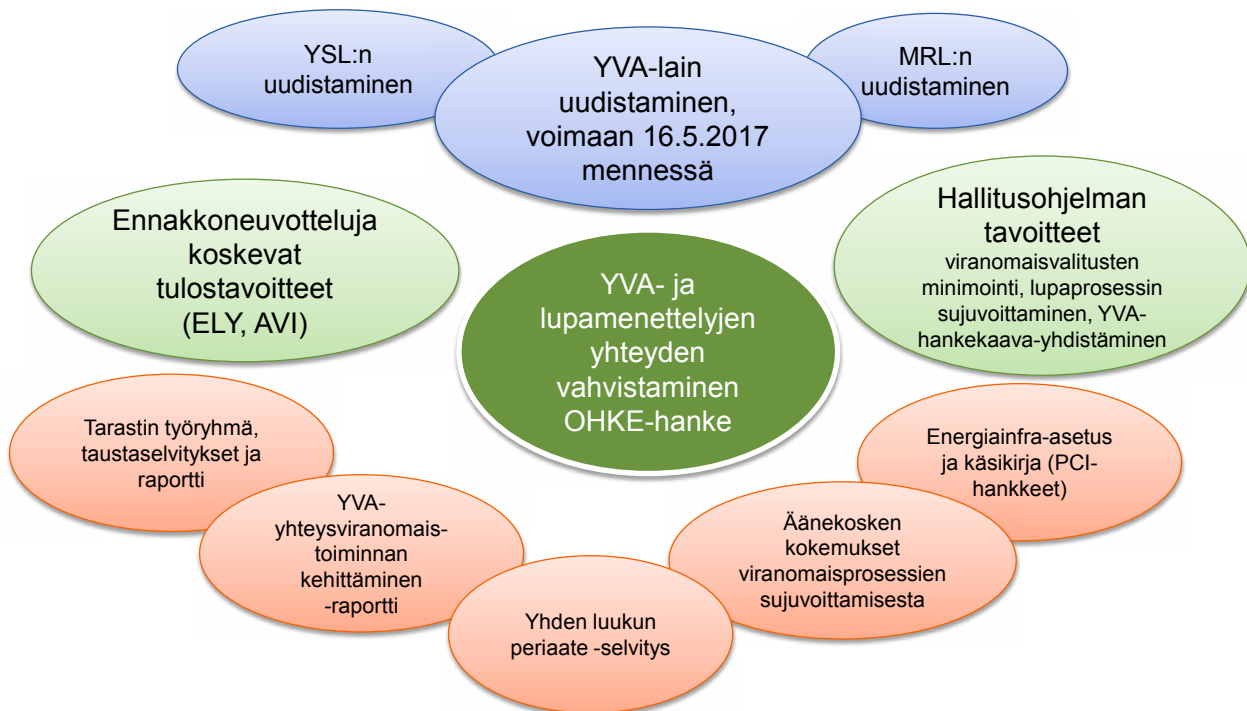 YSL:n
uudistaminen
YVA-lain
uudistaminen,
voimaan 16.5.2017
mennessä
MRL:n
uudistaminen
Ennakkoneuvotteluja
koskevat
tulostavoitteet
(ELY, AVI)
YVA- ja
lupamenettelyjen
yhteyden
vahvistaminen
OHKE-hanke
Hallitusohjelman
tavoitteet
viranomaisvalitusten
minimointi, lupaprosessin
sujuvoittaminen, YVA-
hankekaava-yhdistäminen
Tarastin työryhmä,
taustaselvitykset ja
raportti
YVA-
yhteysviranomais-
toiminnan
kehittäminen
-raportti
Yhden luukun
periaate -selvitys
Äänekosken
kokemukset
viranomaisprosessien
sujuvoittamisesta
Energiainfra-asetus
ja käsikirja (PCI-
hankkeet)